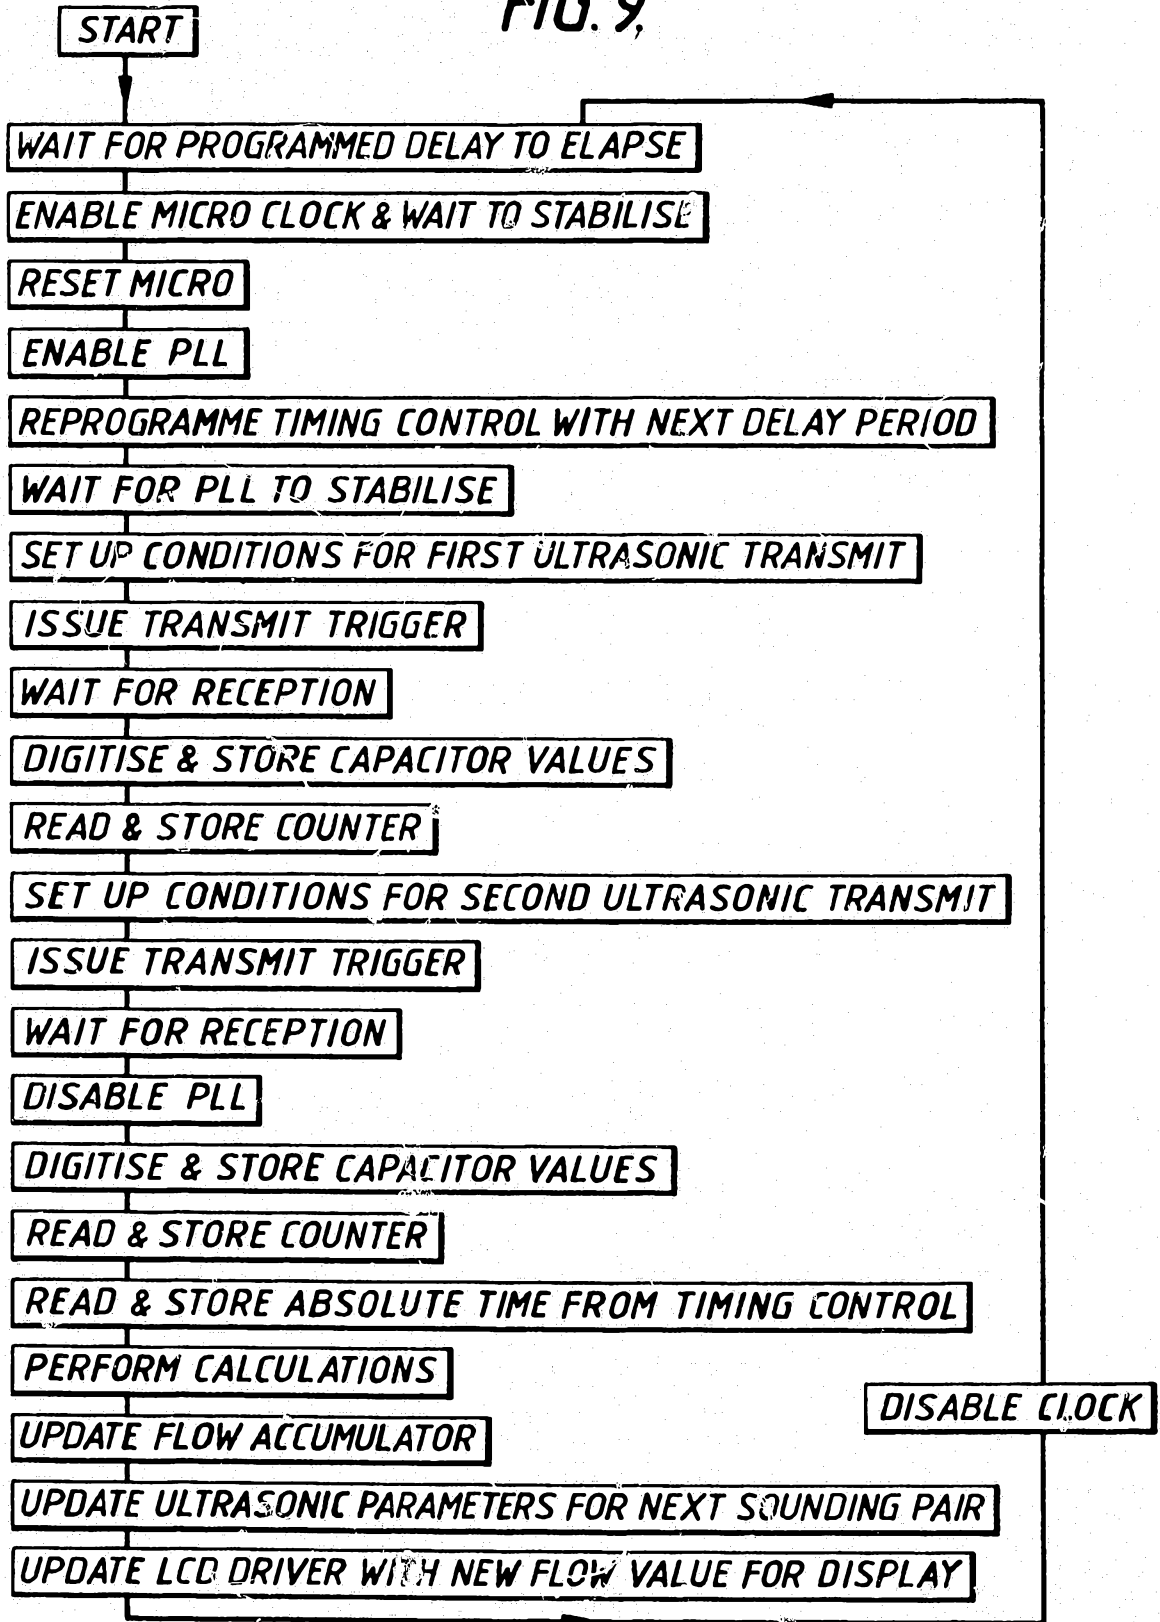 FIG. 9.
START
WAIT FOR PROGRAMMED DELAY TO ELAPSE
ENABLE MICRO CLOCK & WAIT TO STABILISE
RESET MICRO
ENABLE PLL
REPROGRAMME TIMING CONTROL WITH NEXT DELAY PERIOD
WAIT FOR PLL TO STABILISE
SET UP CONDITIONS FOR FIRST ULTRASONIC TRANSMIT
ISSUE TRANSMIT TRIGGER
WAIT FOR RECEPTION
DIGITISE & STORE CAPACITOR VALUES
READ & STORE COUNTER
SET UP CONDITIONS FOR SECOND ULTRASONIC TRANSMIT
ISSUE TRANSMIT TRIGGER
WAIT FOR RECEPTION
DISABLE PLL
DIGITISE & STORE CAPACITOR VALUES
READ & STORE COUNTER
READ & STORE ABSOLUTE TIME FROM TIMING CONTROL
PERFORM CALCULATIONS
DISABLE CLOCK
UPDATE FLOW ACCUMULATOR
UPDATE ULTRASONIC PARAMETERS FOR NEXT SOUNDING PAIR
UPDATE LCD DRIVER WITH NEW FLOW VALUE FOR DISPLAY